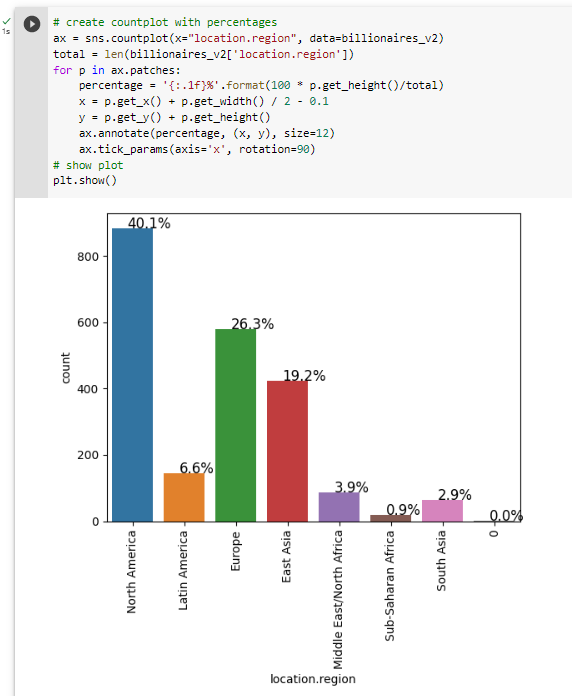 1s
# create countplot with percentages
ax = sns.countplot(x="location.region", data=billionaires_v2)
total = len(billionaires_v2['location.region'])
for p in ax.patches:
    percentage = '{:.1f}%'.format(100 * p.get_height()/total)
    x = p.get_x() + p.get_width() / 2 - 0.1
    y = p.get_y() + p.get_height()
    ax.annotate(percentage, (x, y), size=12)
    ax.tick_params(axis='x', rotation=90)
# show plot
plt.show()
40.1%
26.3%
19.2%
6.6%
3.9%
0.9%
2.9%
0.0%
800
600
400
200
0
count
North America
Latin America
Europe
East Asia
Middle East/North Africa
Sub-Saharan Africa
South Asia
0
location.region